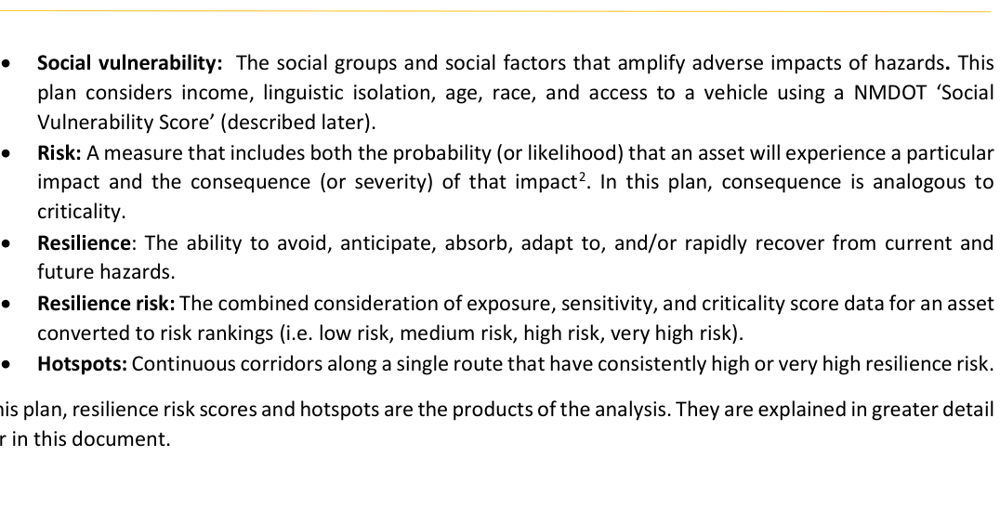 • Social vulnerability: The social groups and social factors that amplify adverse impacts of hazards. This
plan considers income, linguistic isolation, age, race, and access to a vehicle using a NMDOT ‘Social
Vulnerability Score’ (described later).
• Risk: A measure that includes both the probability (or likelihood) that an asset will experience a particular
impact and the consequence (or severity) of that impact². In this plan, consequence is analogous to
criticality.
• Resilience: The ability to avoid, anticipate, absorb, adapt to, and/or rapidly recover from current and
future hazards.
• Resilience risk: The combined consideration of exposure, sensitivity, and criticality score data for an asset
converted to risk rankings (i.e. low risk, medium risk, high risk, very high risk).
• Hotspots: Continuous corridors along a single route that have consistently high or very high resilience risk.
his plan, resilience risk scores and hotspots are the products of the analysis. They are explained in greater detail
r in this document.